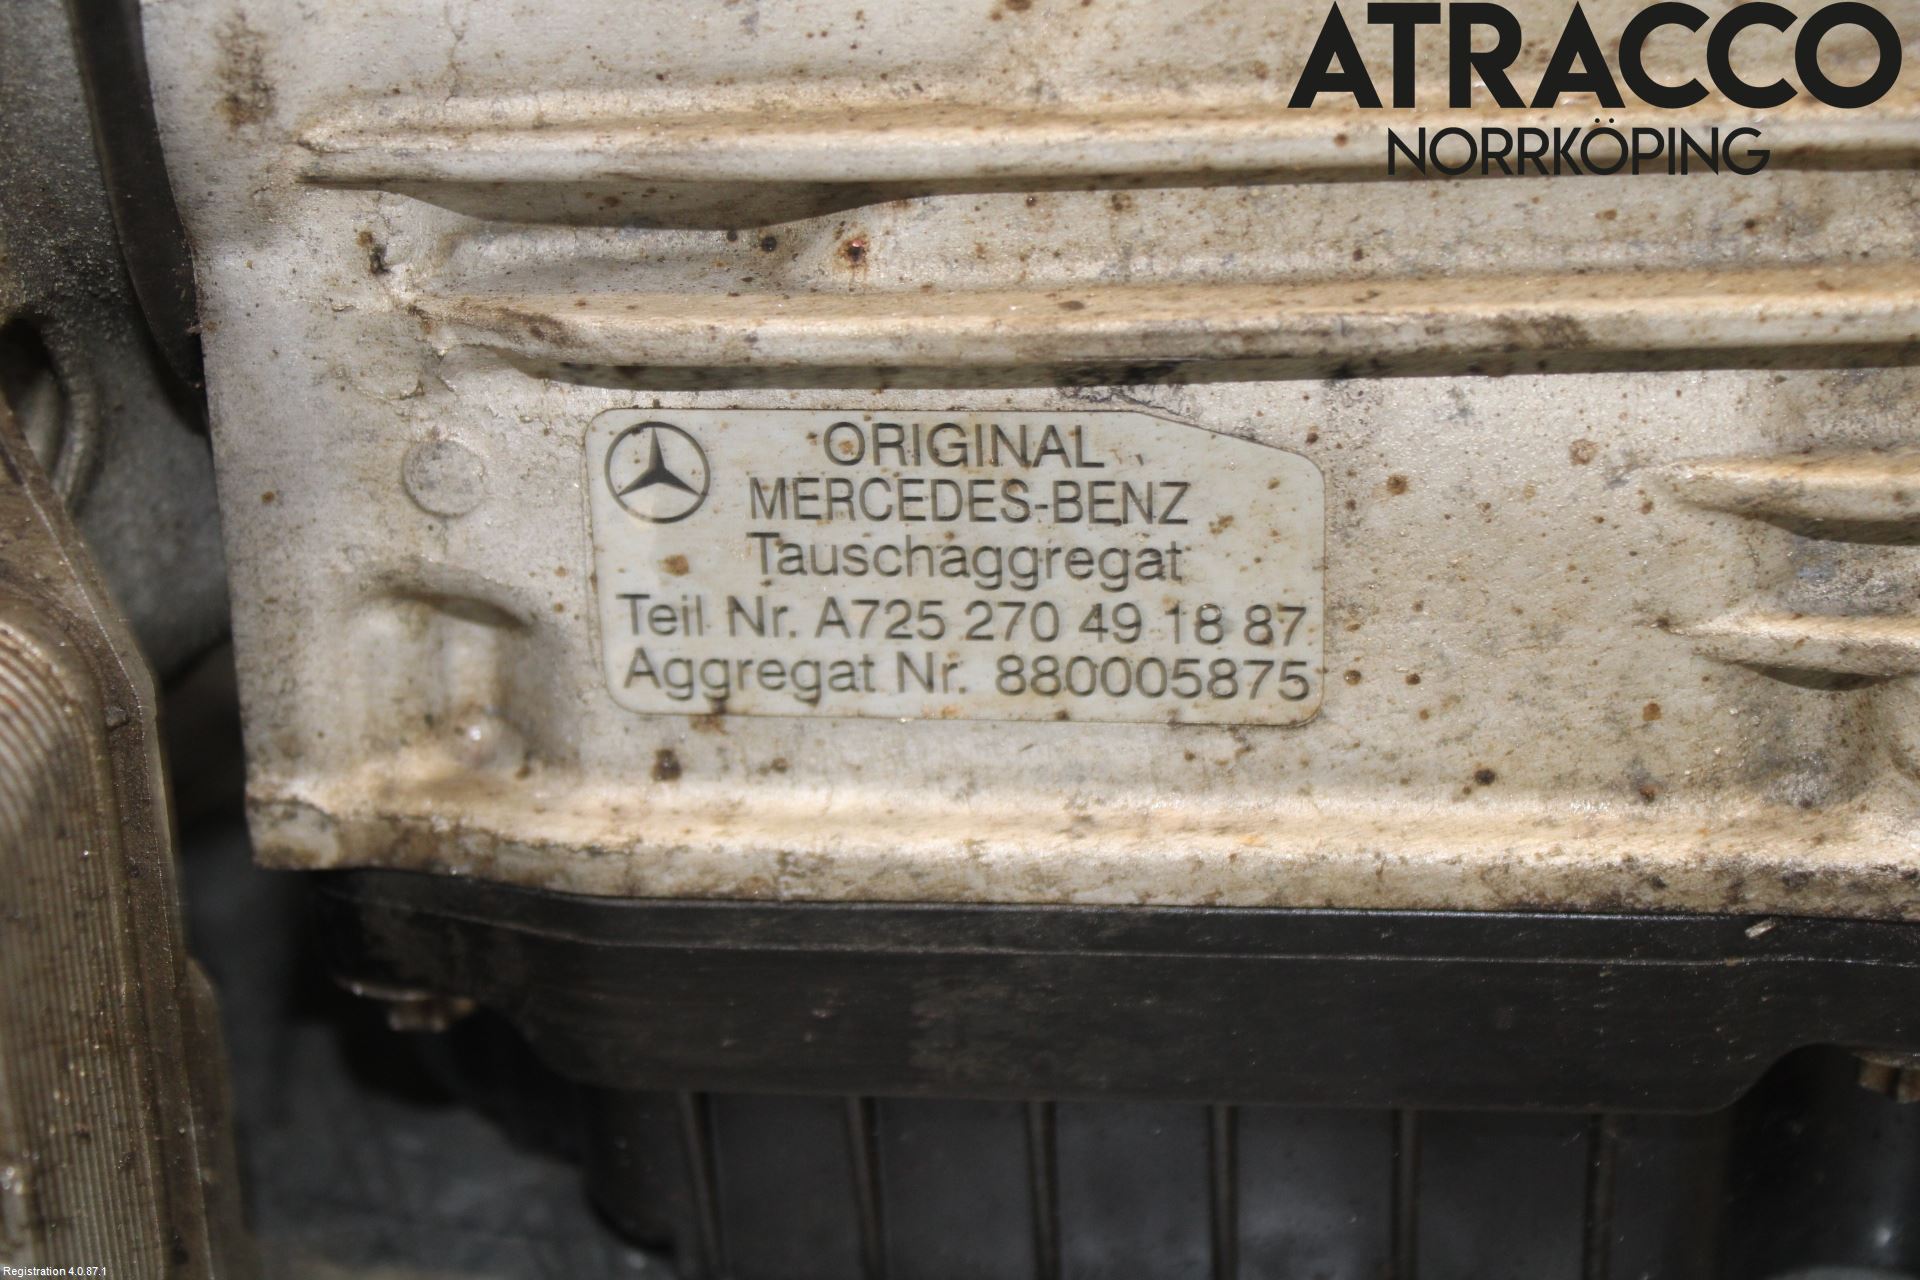 ATRACCO
NORRKÖPING
ORIGINAL
MERCEDES-BENZ
Tauschaggregat
Teil Nr. A725 270 49 18 87
Aggregat Nr. 880005875
Registration 4.0.87.1